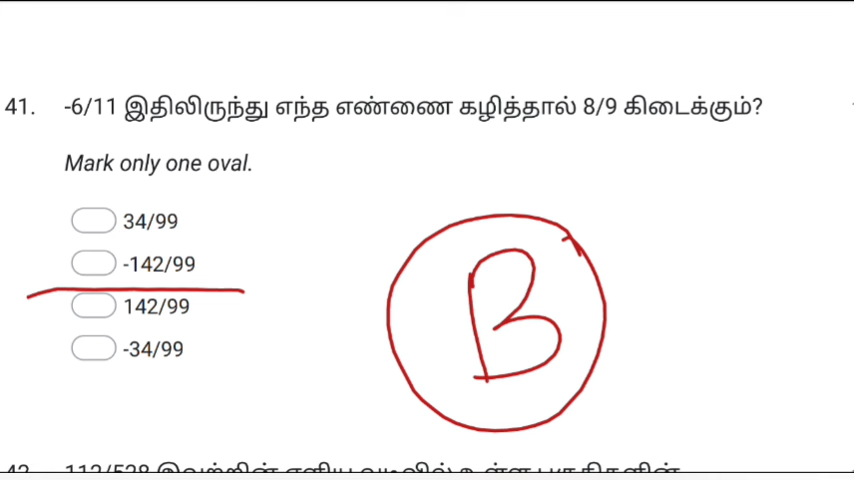 41. -6/11 இதிலிருந்து எந்த எண்ணை கழித்தால் 8/9 கிடைக்கும்?
Mark only one oval.
34/99
-142/99
142/99
-34/99
B